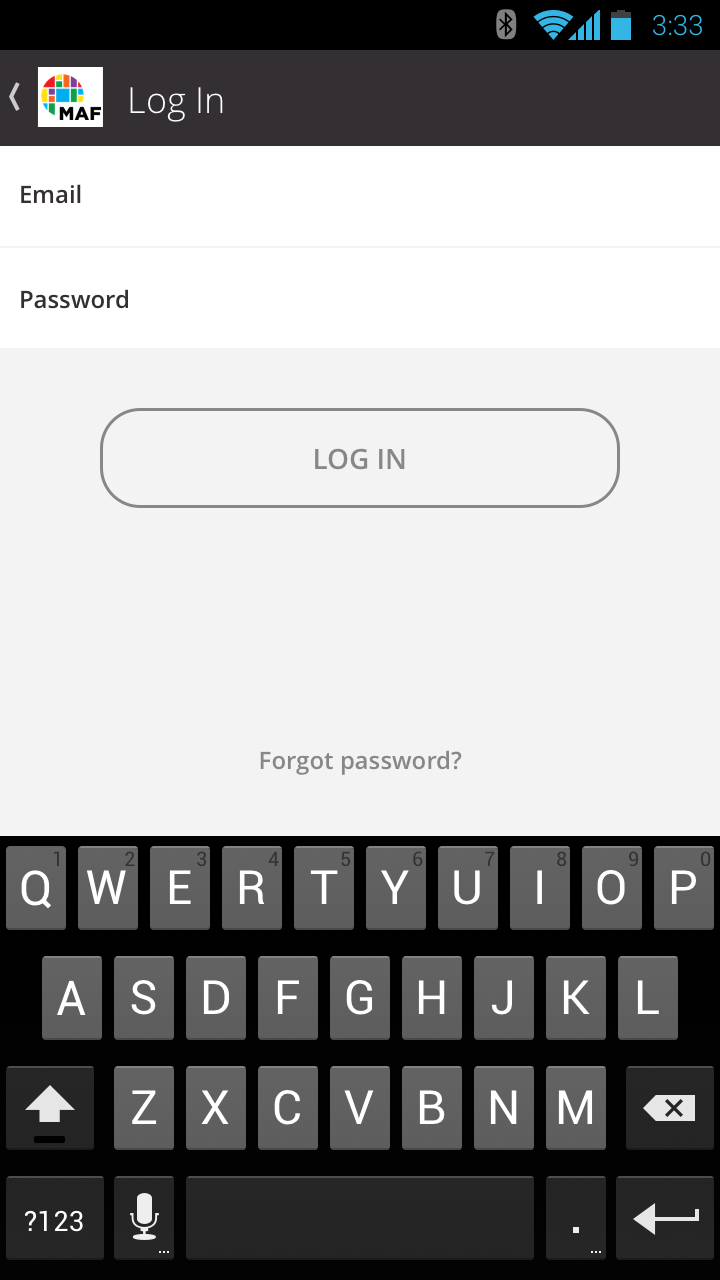 3:33
MAF
Log In
Email
Password
LOG IN
Forgot password?
1 2 3 4 5 6 7 8 9 0
Q W E R T Y U I O P
A S D F G H J K L
Z X C V B N M
?123 ... . ...